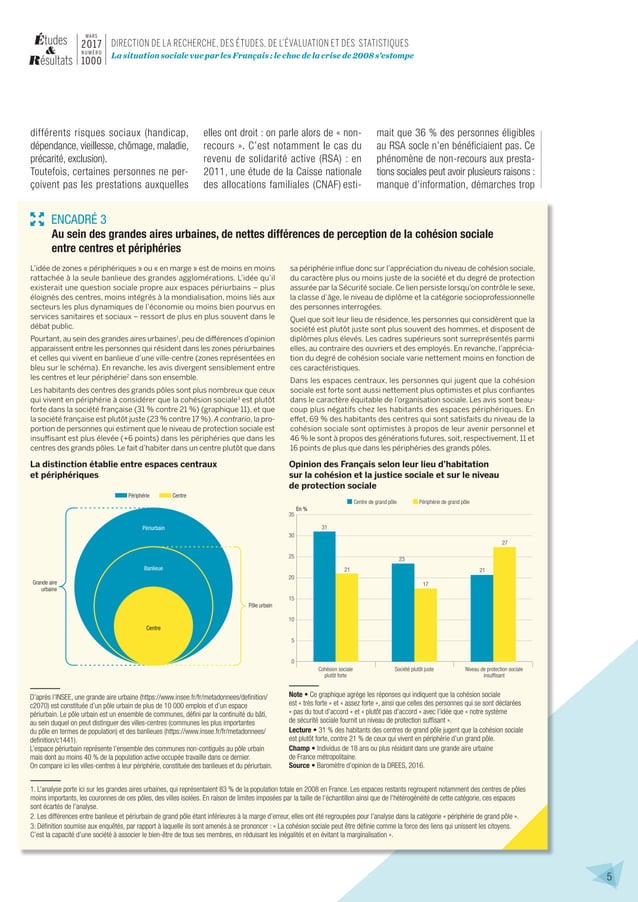 Études
&
Résultats
MARS
2017
NUMÉRO
1000
DIRECTION DE LA RECHERCHE, DES ÉTUDES, DE L'ÉVALUATION ET DES STATISTIQUES
La situation sociale vue par les Français : le choc de la crise de 2008 s'estompe
différents risques sociaux (handicap,
dépendance, vieillesse, chômage, maladie,
précarité, exclusion).
Toutefois, certaines personnes ne per-
çoivent pas les prestations auxquelles
elles ont droit : on parle alors de « non-
recours ». C'est notamment le cas du
revenu de solidarité active (RSA) : en
2011, une étude de la Caisse nationale
des allocations familiales (CNAF) esti-
mait que 36 % des personnes éligibles
au RSA socle n'en bénéficiaient pas. Ce
phénomène de non-recours aux presta-
tions sociales peut avoir plusieurs raisons :
manque d'information, démarches trop
ENCADRÉ 3
Au sein des grandes aires urbaines, de nettes différences de perception de la cohésion sociale
entre centres et périphéries
L'idée de zones « périphériques » ou « en marge » est de moins en moins
rattachée à la seule banlieue des grandes agglomérations. L'idée qu'il
existerait une question sociale propre aux espaces périurbains – plus
éloignés des centres, moins intégrés à la mondialisation, moins liés aux
secteurs les plus dynamiques de l'économie ou moins bien pourvus en
services sanitaires et sociaux – ressort de plus en plus souvent dans le
débat public.
Pourtant, au sein des grandes aires urbaines¹, peu de différences d'opinion
apparaissent entre les personnes qui résident dans les zones périurbaines
et celles qui vivent en banlieue d'une ville-centre (zones représentées en
bleu sur le schéma). En revanche, les avis divergent sensiblement entre
les centres et leur périphérie² dans son ensemble.
Les habitants des centres des grands pôles sont plus nombreux que ceux
qui vivent en périphérie à considérer que la cohésion sociale³ est plutôt
forte dans la société française (31 % contre 21 %) (graphique 11), et que
la société française est plutôt juste (23 % contre 17 %). A contrario, la pro-
portion de personnes qui estiment que le niveau de protection sociale est
insuffisant est plus élevée (+6 points) dans les périphéries que dans les
centres des grands pôles. Le fait d'habiter dans un centre plutôt que dans
sa périphérie influe donc sur l'appréciation du niveau de cohésion sociale,
du caractère plus ou moins juste de la société et du degré de protection
assurée par la Sécurité sociale. Ce lien persiste lorsqu'on contrôle le sexe,
la classe d'âge, le niveau de diplôme et la catégorie socioprofessionnelle
des personnes interrogées.
Quel que soit leur lieu de résidence, les personnes qui considèrent que la
société est plutôt juste sont plus souvent des hommes, et disposent de
diplômes plus élevés. Les cadres supérieurs sont surreprésentés parmi
elles, au contraire des ouvriers et des employés. En revanche, l'apprécia-
tion du degré de cohésion sociale varie nettement moins en fonction de
ces caractéristiques.
Dans les espaces centraux, les personnes qui jugent que la cohésion
sociale est forte sont aussi nettement plus optimistes et plus confiantes
dans le caractère équitable de l'organisation sociale. Les avis sont beau-
coup plus négatifs chez les habitants des espaces périphériques. En
effet, 69 % des habitants des centres qui sont satisfaits du niveau de la
cohésion sociale sont optimistes à propos de leur avenir personnel et
46 % le sont à propos des générations futures, soit, respectivement, 11 et
16 points de plus que dans les périphéries des grands pôles.
La distinction établie entre espaces centraux
et périphériques
Périphérie
Centre
Périurbain
Banlieue
Centre
Grande aire
urbaine
Pôle urbain
D'après l'INSEE, une grande aire urbaine (https://www.insee.fr/fr/metadonnees/definition/
c2070) est constituée d'un pôle urbain de plus de 10 000 emplois et d'un espace
périurbain. Le pôle urbain est un ensemble de communes, défini par la continuité du bâti,
au sein duquel on peut distinguer des villes-centres (communes les plus importantes
du pôle en termes de population) et des banlieues (https://www.insee.fr/fr/metadonnees/
definition/c1441).
L'espace périurbain représente l'ensemble des communes non-contiguës au pôle urbain
mais dont au moins 40 % de la population active occupée travaille dans ce dernier.
On compare ici les villes-centres à leur périphérie, constituée des banlieues et du périurbain.
Opinion des Français selon leur lieu d'habitation
sur la cohésion et la justice sociale et sur le niveau
de protection sociale
Centre de grand pôle
Périphérie de grand pôle
En %
35
30
25
20
15
10
5
0
31
21
23
17
21
27
Cohésion sociale
plutôt forte
Société plutôt juste
Niveau de protection sociale
insuffisant
Note • Ce graphique agrège les réponses qui indiquent que la cohésion sociale
est « très forte » et « assez forte », ainsi que celles des personnes qui se sont déclarées
« pas du tout d'accord » et « plutôt pas d'accord » avec l'idée que « notre système
de sécurité sociale fournit un niveau de protection suffisant ».
Lecture • 31 % des habitants des centres de grand pôle jugent que la cohésion sociale
est plutôt forte, contre 21 % de ceux qui vivent en périphérie d'un grand pôle.
Champ • Individus de 18 ans ou plus résidant dans une grande aire urbaine
de France métropolitaine.
Source • Baromètre d'opinion de la DREES, 2016.
1. L'analyse porte ici sur les grandes aires urbaines, qui représentaient 83 % de la population totale en 2008 en France. Les espaces restants regroupent notamment des centres de pôles
moins importants, les couronnes de ces pôles, des villes isolées. En raison de limites imposées par la taille de l'échantillon ainsi que de l'hétérogénéité de cette catégorie, ces espaces
sont écartés de l'analyse.
2. Les différences entre banlieue et périurbain de grand pôle étant inférieures à la marge d'erreur, elles ont été regroupées pour l'analyse dans la catégorie « périphérie de grand pôle ».
3. Définition soumise aux enquêtés, par rapport à laquelle ils sont amenés à se prononcer : « La cohésion sociale peut être définie comme la force des liens qui unissent les citoyens.
C'est la capacité d'une société à associer le bien-être de tous ses membres, en réduisant les inégalités et en évitant la marginalisation ».
5